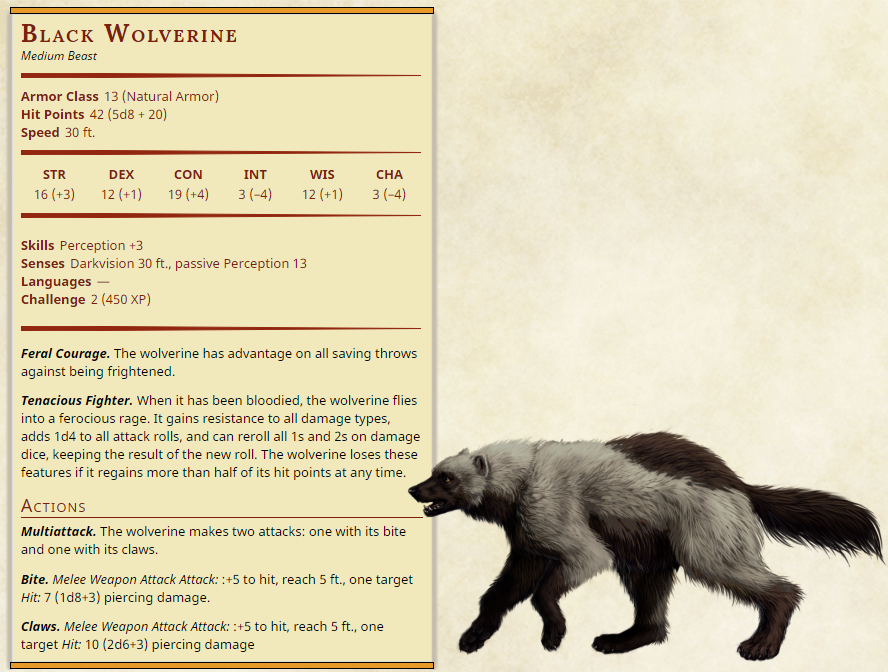 Black Wolverine
Medium Beast
Armor Class 13 (Natural Armor)
Hit Points 42 (5d8 + 20)
Speed 30 ft.
STR DEX CON INT WIS CHA
16 (+3) 12 (+1) 19 (+4) 3 (−4) 12 (+1) 3 (−4)
Skills Perception +3
Senses Darkvision 30 ft., passive Perception 13
Languages —
Challenge 2 (450 XP)
Feral Courage. The wolverine has advantage on all saving throws
against being frightened.
Tenacious Fighter. When it has been bloodied, the wolverine flies
into a ferocious rage. It gains resistance to all damage types,
adds 1d4 to all attack rolls, and can reroll all 1s and 2s on damage
dice, keeping the result of the new roll. The wolverine loses these
features if it regains more than half of its hit points at any time.
Actions
Multiattack. The wolverine makes two attacks: one with its bite
and one with its claws.
Bite. Melee Weapon Attack Attack: :+5 to hit, reach 5 ft., one target
Hit: 7 (1d8+3) piercing damage.
Claws. Melee Weapon Attack Attack: :+5 to hit, reach 5 ft., one
target Hit: 10 (2d6+3) piercing damage